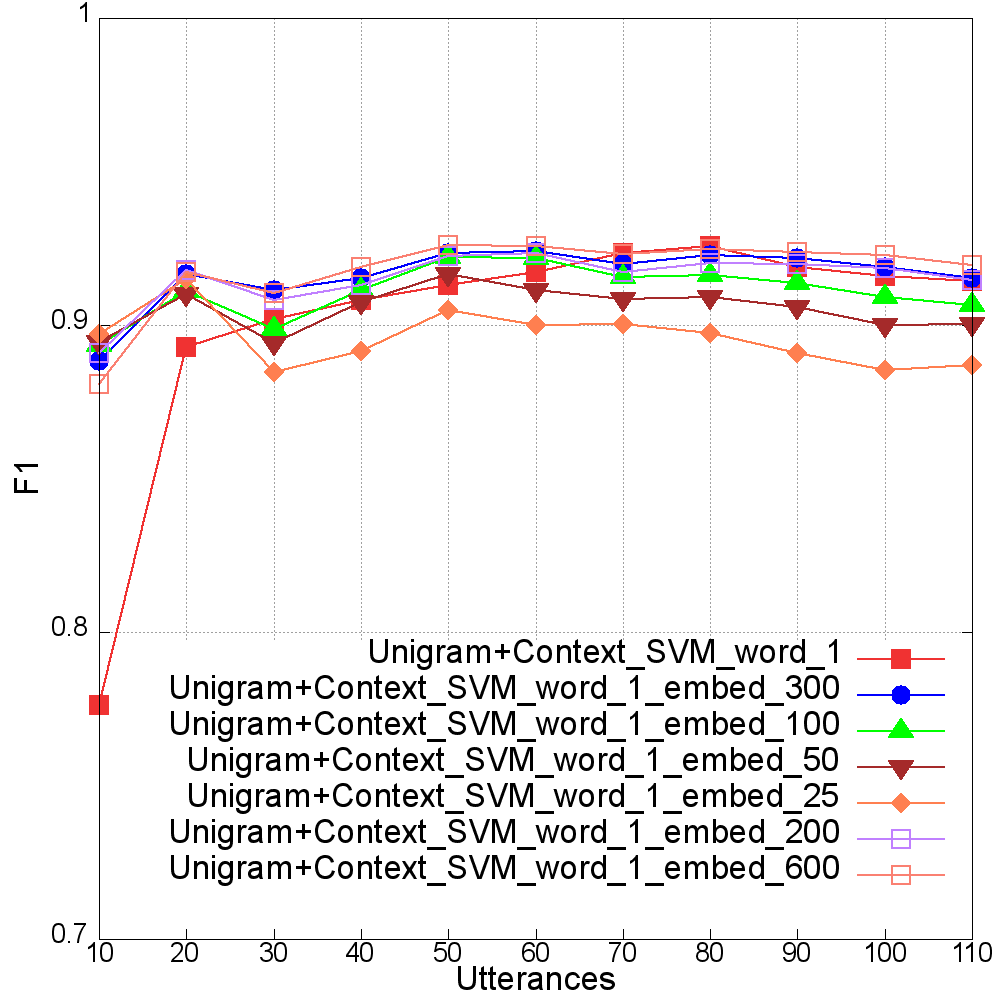 1
0.9
0.8
0.7
F1
Unigram+Context_SVM_word_1
Unigram+Context_SVM_word_1_embed_300
Unigram+Context_SVM_word_1_embed_100
Unigram+Context_SVM_word_1_embed_50
Unigram+Context_SVM_word_1_embed_25
Unigram+Context_SVM_word_1_embed_200
Unigram+Context_SVM_word_1_embed_600
10 20 30 40 50 60 70 80 90 100 110
Utterances